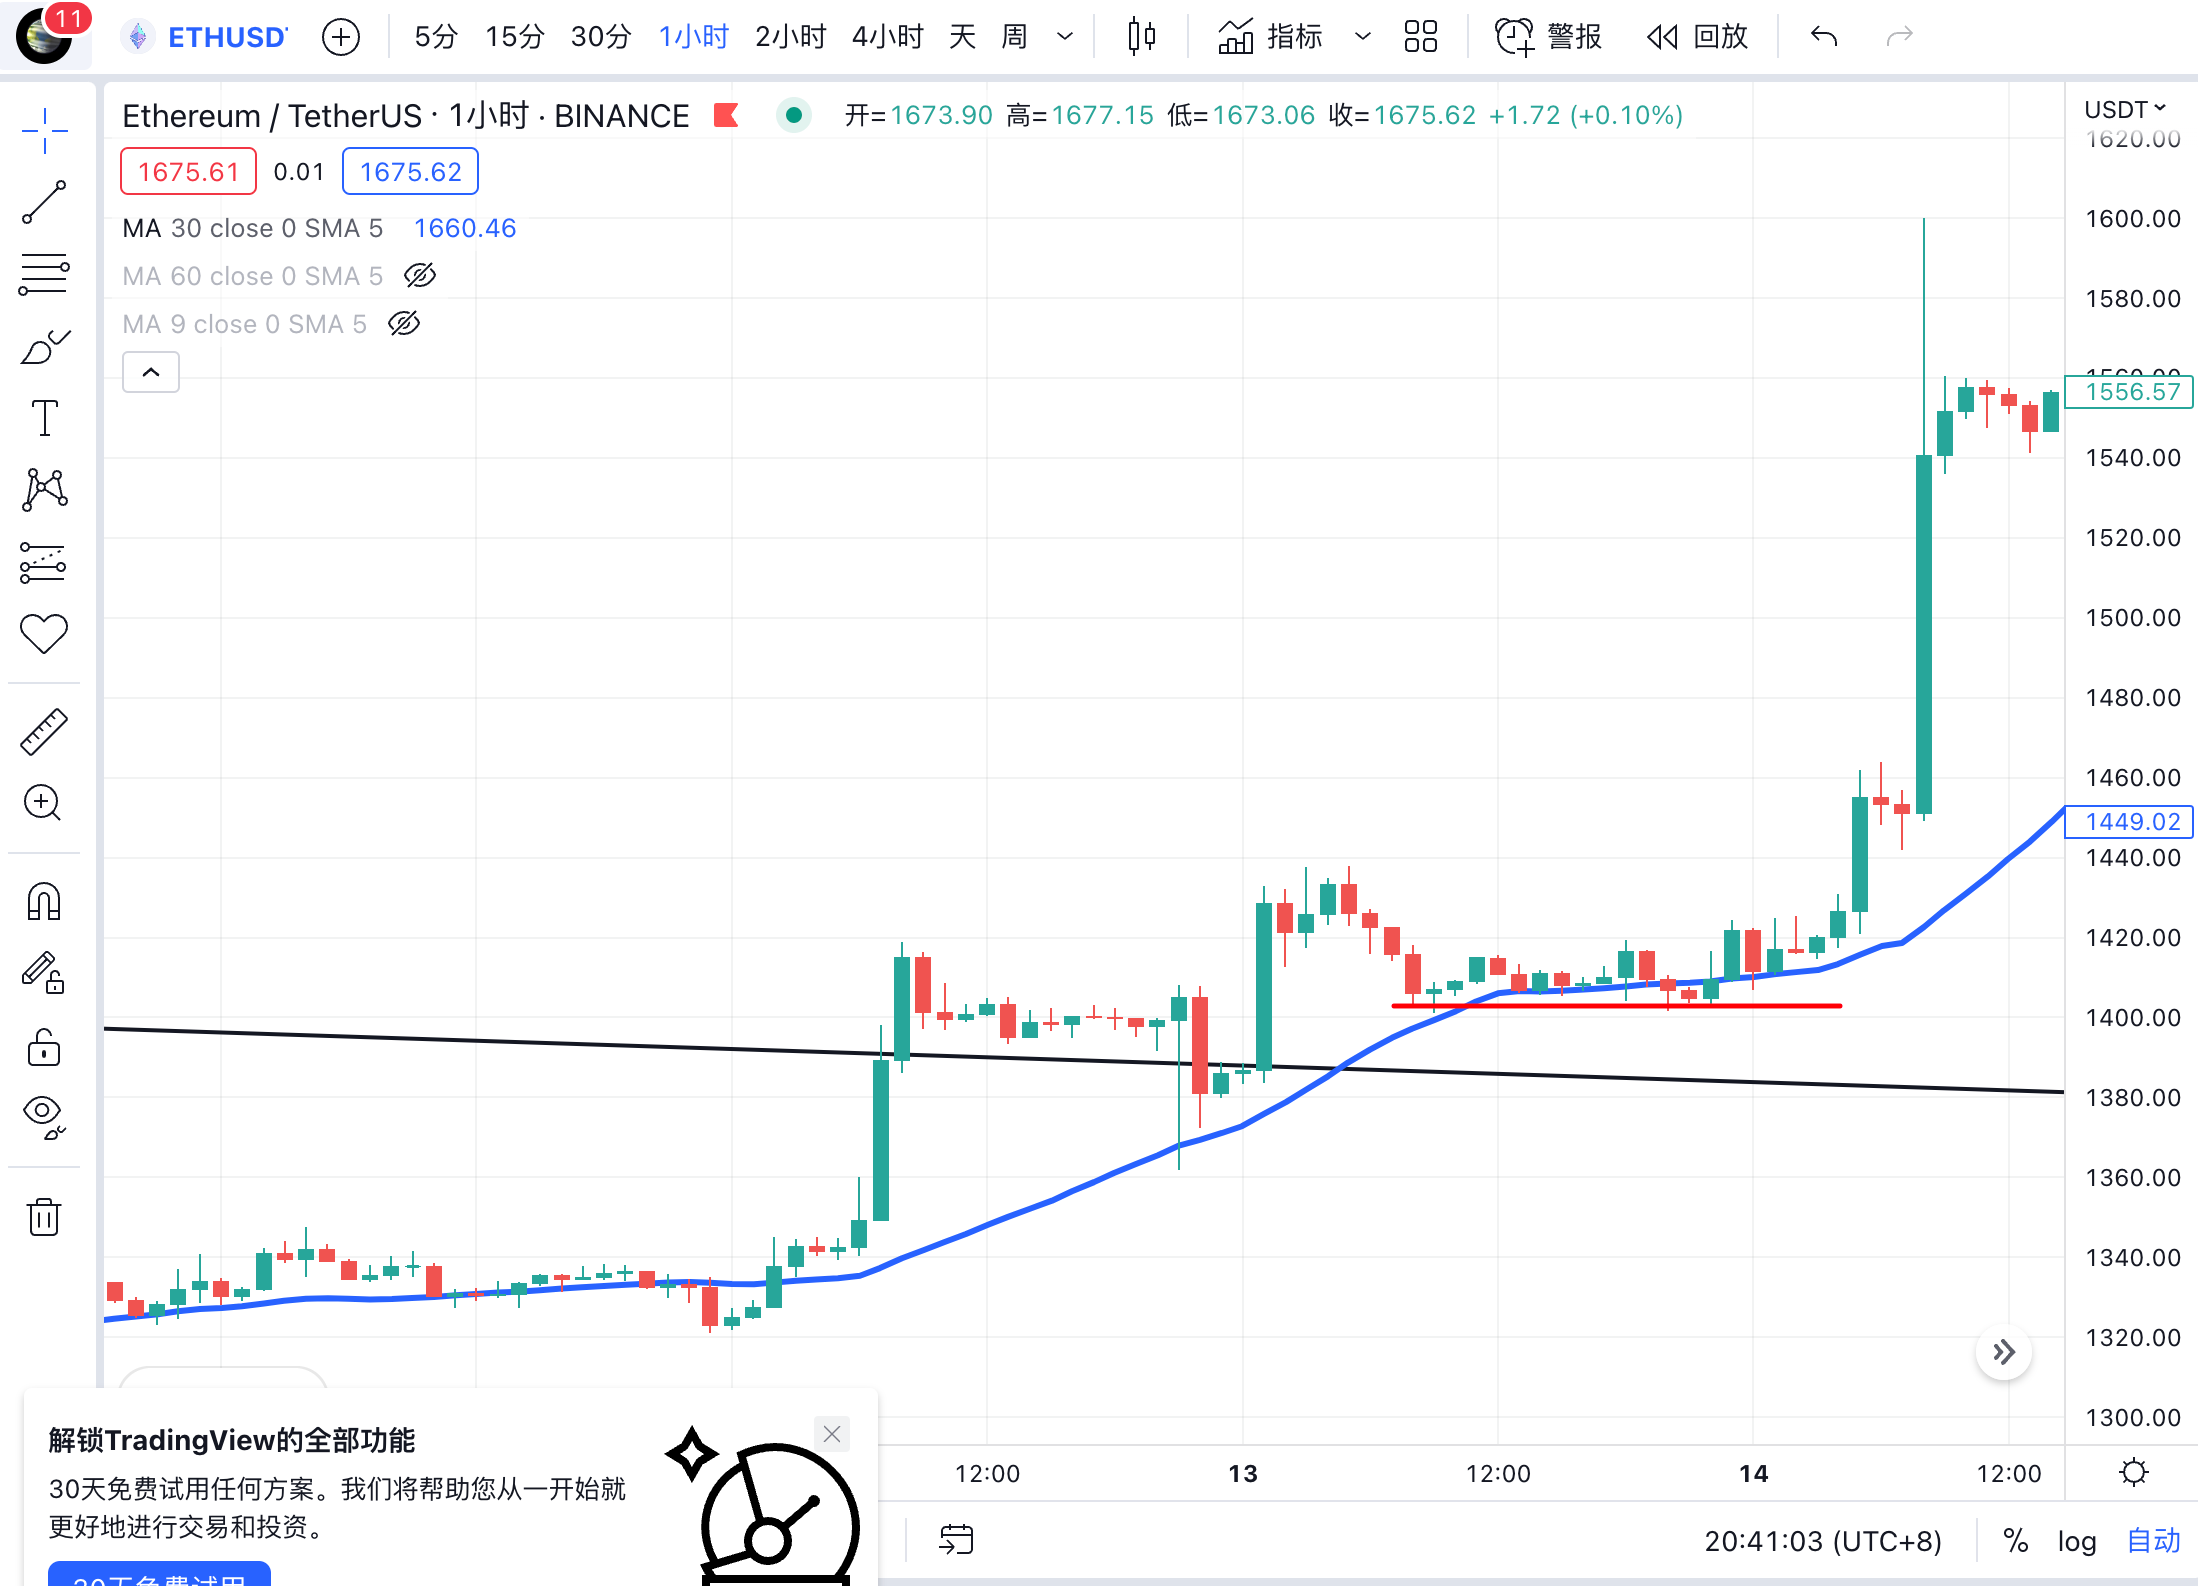 11
ETHUSD
5分 15分 30分 1小时 2小时 4小时 天 周
指标
警报
回放
Ethereum / TetherUS · 1小时 · BINANCE
开=1673.90 高=1677.15 低=1673.06 收=1675.62 +1.72 (+0.10%)
USDT
1675.61 0.01 1675.62
MA 30 close 0 SMA 5 1660.46
MA 60 close 0 SMA 5
MA 9 close 0 SMA 5
1620.00
1600.00
1580.00
1560.00
1556.57
1540.00
1520.00
1500.00
1480.00
1460.00
1449.02
1440.00
1420.00
1400.00
1380.00
1360.00
1340.00
1320.00
1300.00
12:00 13 12:00 14 12:00
解锁TradingView的全部功能
30天免费试用任何方案。我们将帮助您从一开始就
更好地进行交易和投资。
30天免费试用
20:41:03 (UTC+8) % log 自动